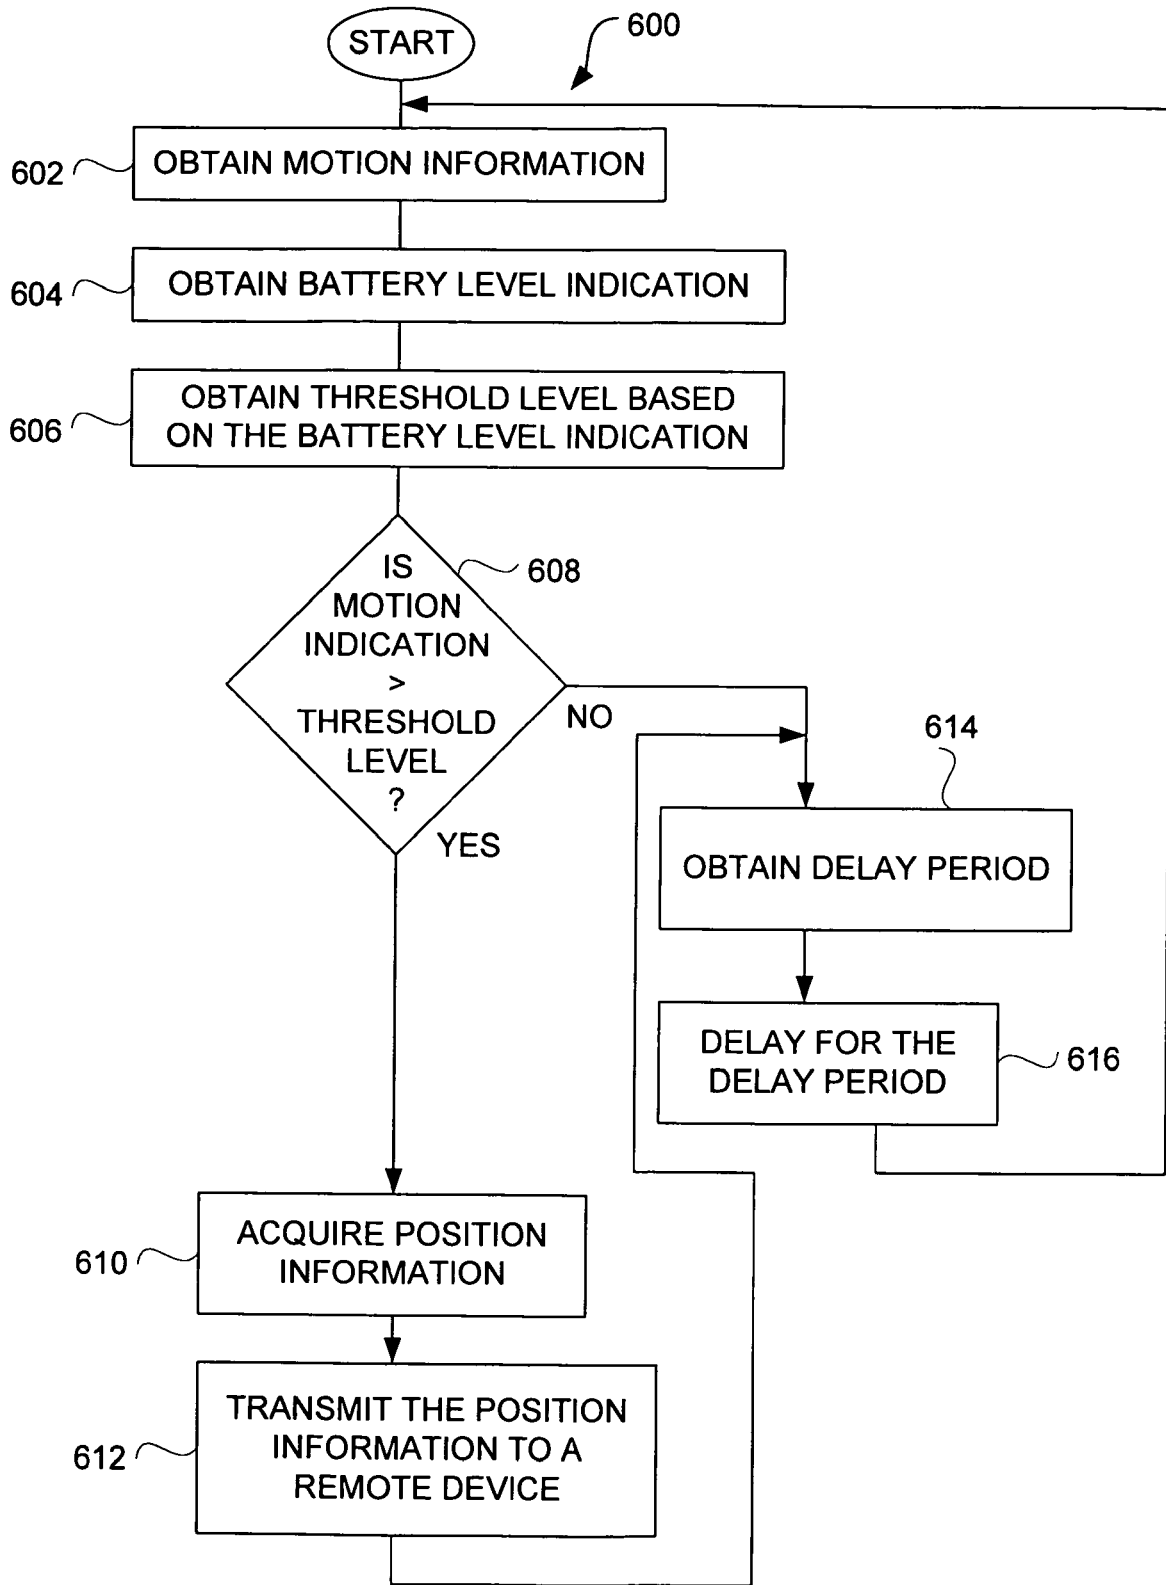 START
600
602
OBTAIN MOTION INFORMATION
604
OBTAIN BATTERY LEVEL INDICATION
606
OBTAIN THRESHOLD LEVEL BASED
ON THE BATTERY LEVEL INDICATION
608
IS
MOTION
INDICATION
>
THRESHOLD
LEVEL
?
NO
YES
614
OBTAIN DELAY PERIOD
DELAY FOR THE
DELAY PERIOD
616
610
ACQUIRE POSITION
INFORMATION
612
TRANSMIT THE POSITION
INFORMATION TO A
REMOTE DEVICE